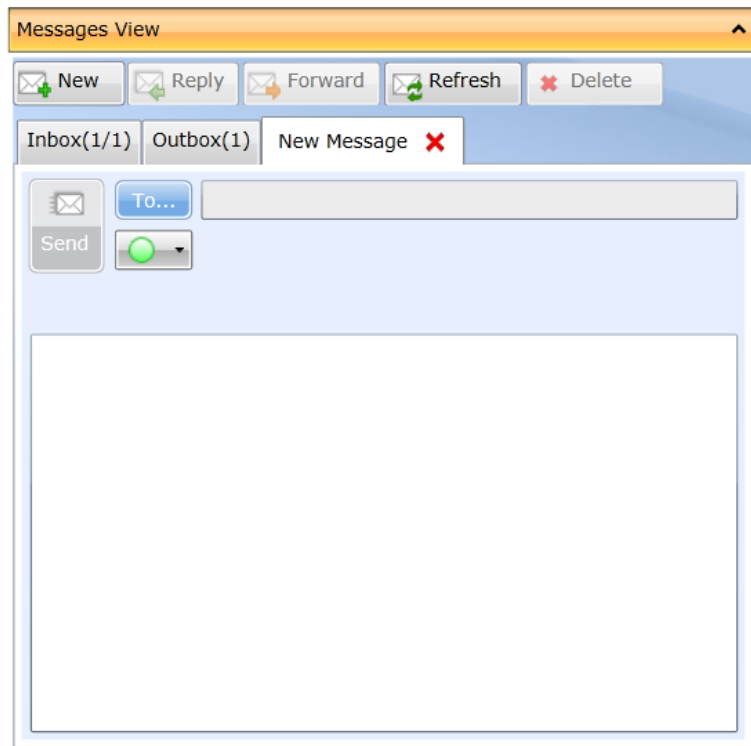 Messages View
New Reply Forward Refresh Delete
Inbox(1/1) Outbox(1) New Message
To...
Send